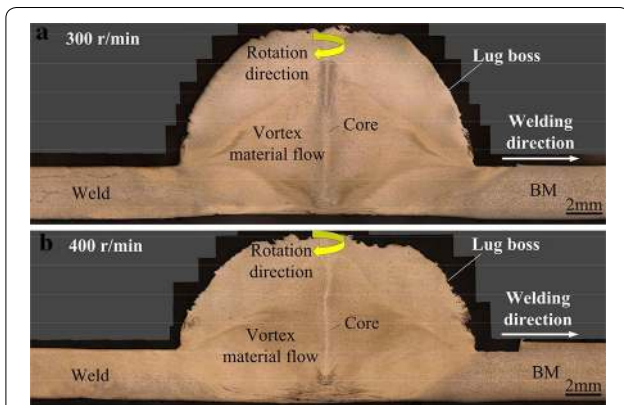 a
300 r/min
Rotation
direction
Lug boss
Vortex
material flow
Core
Welding
direction
Weld
BM
2mm
b
400 r/min
Rotation
direction
Lug boss
Welding
direction
Vortex
material flow
Core
Weld
BM
2mm